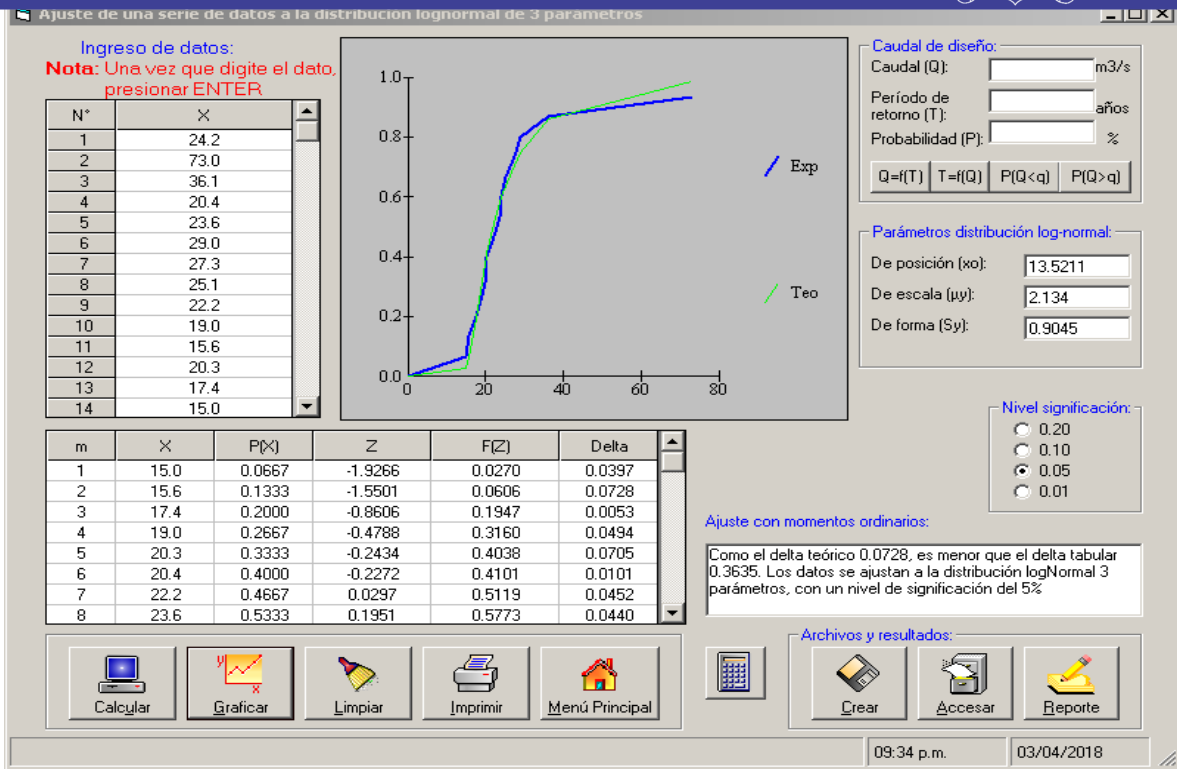 Ajuste de una serie de datos a la distribución lognormal de 3 parámetros
Ingreso de datos:
Nota: Una vez que digite el dato,
presionar ENTER
N° X
1 24.2
2 73.0
3 36.1
4 20.4
5 23.6
6 29.0
7 27.3
8 25.1
9 22.2
10 19.0
11 15.6
12 20.3
13 17.4
14 15.0
1.0
0.8
0.6
0.4
0.2
0.0
0 20 40 60 80
Exp
Teo
Caudal de diseño:
Caudal (Q): m3/s
Período de
retorno (T): años
Probabilidad (P): %
Q=f(T) T=f(Q) P(Q<q) P(Q>q)
Parámetros distribución log-normal:
De posición (xo): 13.5211
De escala (µy): 2.134
De forma (Sy): 0.9045
Nivel significación:
0.20
0.10
0.05
0.01
m X P(X) Z F(Z) Delta
1 15.0 0.0667 -1.9266 0.0270 0.0397
2 15.6 0.1333 -1.5501 0.0606 0.0728
3 17.4 0.2000 -0.8606 0.1947 0.0053
4 19.0 0.2667 -0.4788 0.3160 0.0494
5 20.3 0.3333 -0.2434 0.4038 0.0705
6 20.4 0.4000 -0.2272 0.4101 0.0101
7 22.2 0.4667 0.0297 0.5119 0.0452
8 23.6 0.5333 0.1951 0.5773 0.0440
Ajuste con momentos ordinarios:
Como el delta teórico 0.0728, es menor que el delta tabular
0.3635. Los datos se ajustan a la distribución logNormal 3
parámetros, con un nivel de significación del 5%
Calcular Graficar Limpiar Imprimir Menú Principal
Archivos y resultados:
Crear Accesar Reporte
09:34 p.m. 03/04/2018